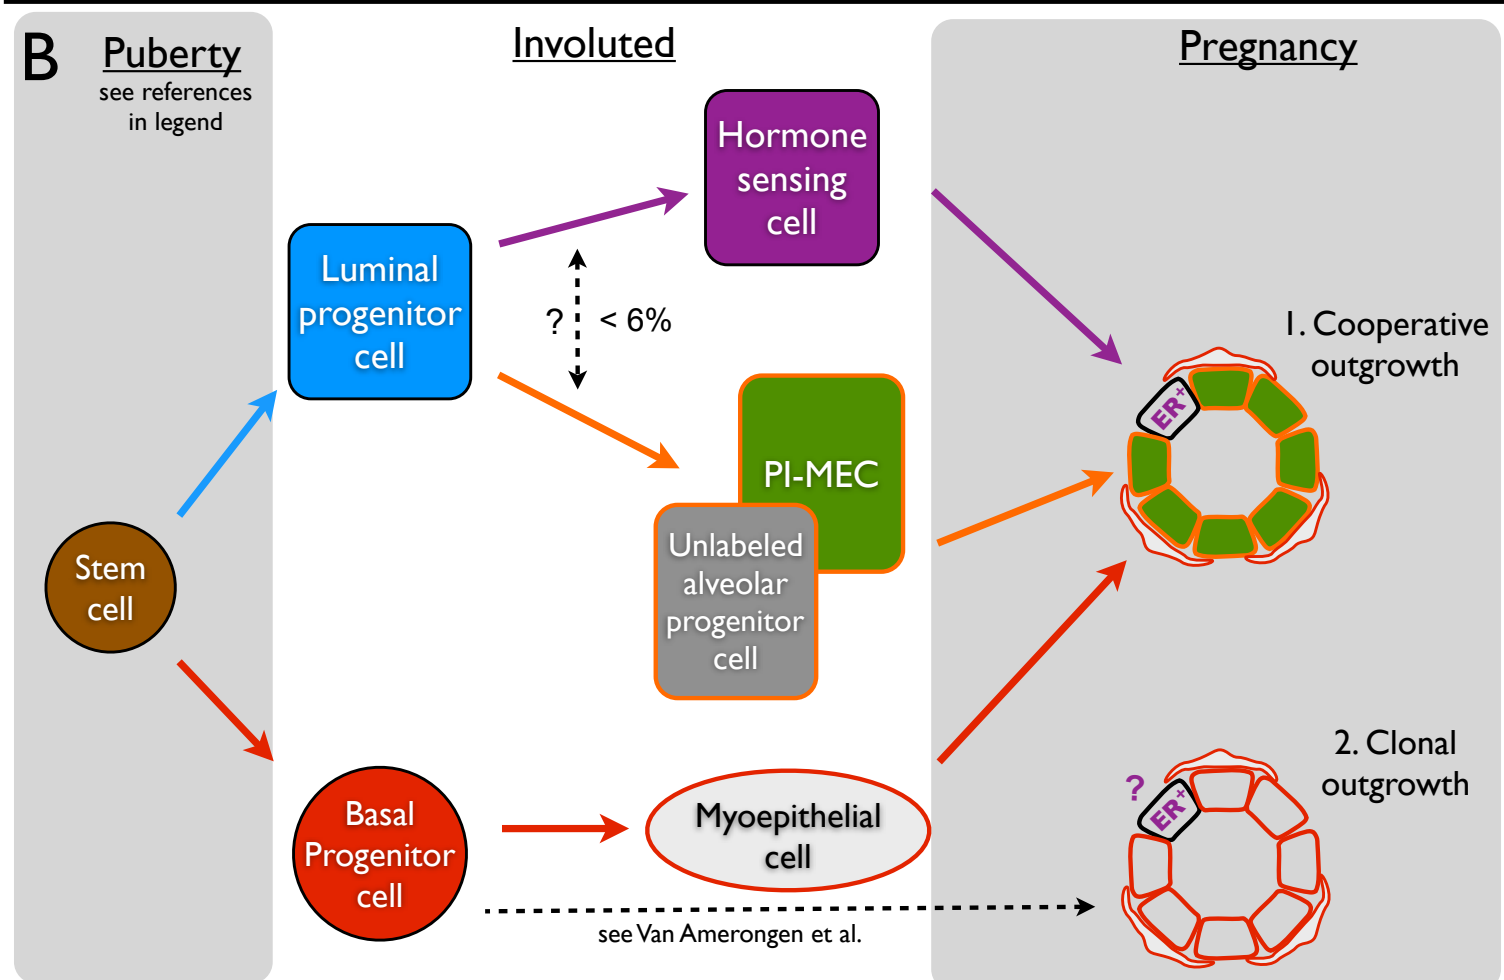 B
Puberty
see references
in legend
Involuted
Pregnancy
Hormone
sensing
cell
Luminal
progenitor
cell
? < 6%
1. Cooperative
outgrowth
ER+
PI-MEC
Unlabeled
alveolar
progenitor
cell
Stem
cell
2. Clonal
outgrowth
?
ER+
Basal
Progenitor
cell
Myoepithelial
cell
see Van Amerongen et al.